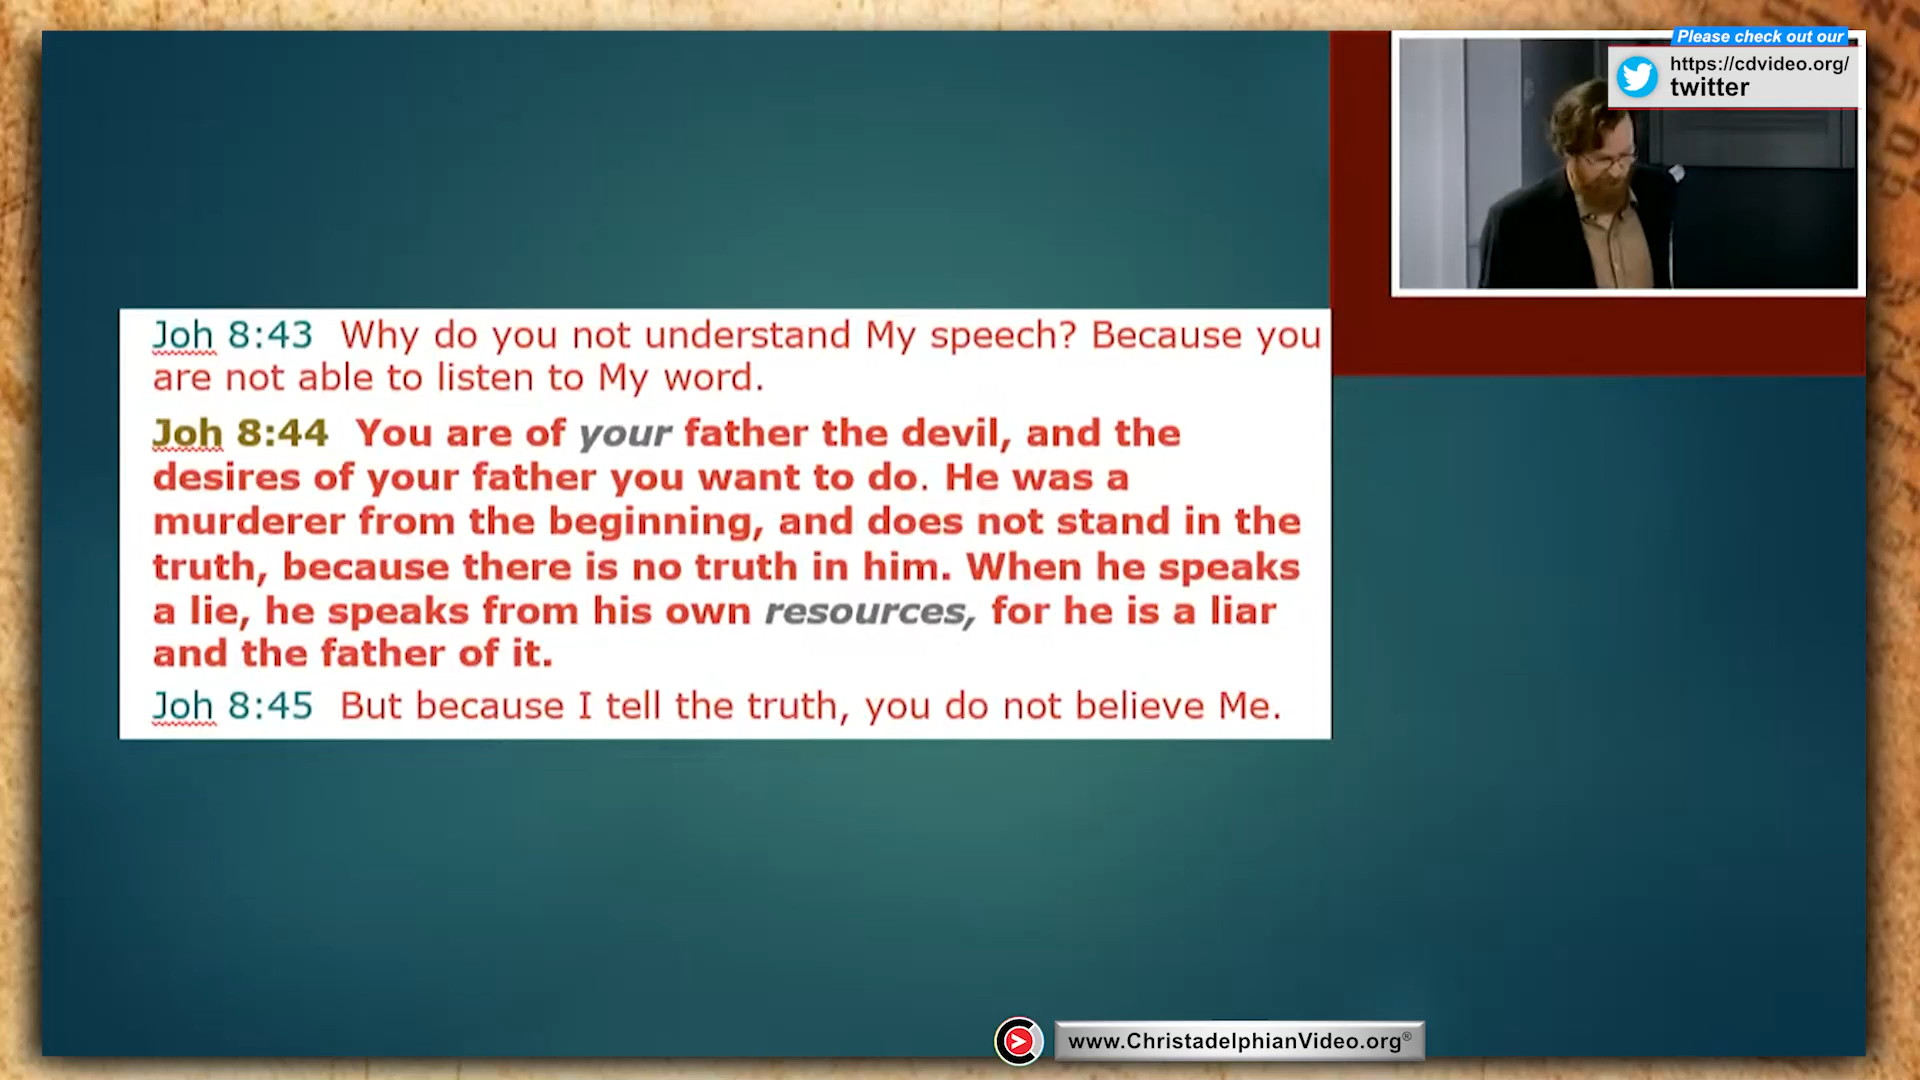 Please check out our
https://cdvideo.org/
twitter
Joh 8:43 Why do you not understand My speech? Because you
are not able to listen to My word.
Joh 8:44 You are of your father the devil, and the
desires of your father you want to do. He was a
murderer from the beginning, and does not stand in the
truth, because there is no truth in him. When he speaks
a lie, he speaks from his own resources, for he is a liar
and the father of it.
Joh 8:45 But because I tell the truth, you do not believe Me.
www.ChristadelphianVideo.org®